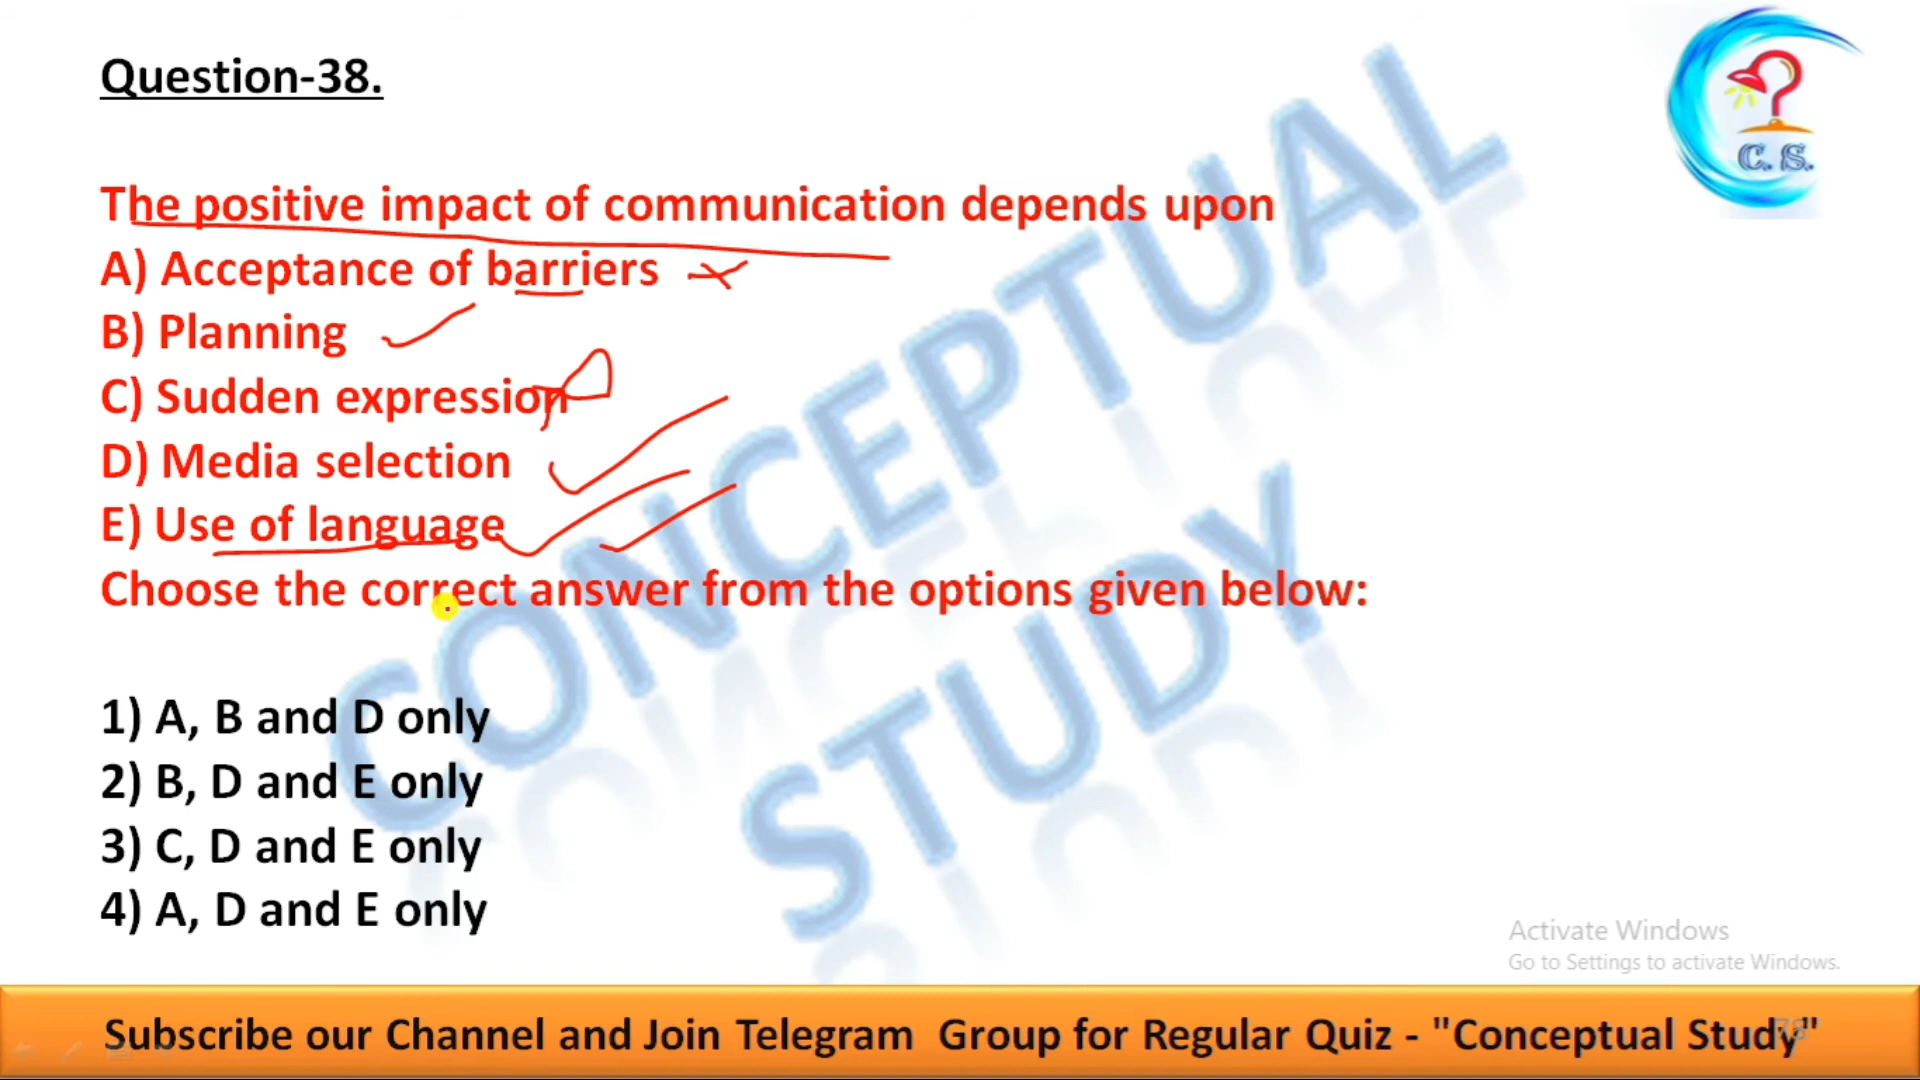 Question-38.
C. S.
The positive impact of communication depends upon
A) Acceptance of barriers
B) Planning
C) Sudden expression
D) Media selection
E) Use of language
Choose the correct answer from the options given below:
1) A, B and D only
2) B, D and E only
3) C, D and E only
4) A, D and E only
CONCEPTUAL
STUDY
Activate Windows
Go to Settings to activate Windows.
Subscribe our Channel and Join Telegram Group for Regular Quiz - "Conceptual Study"
78